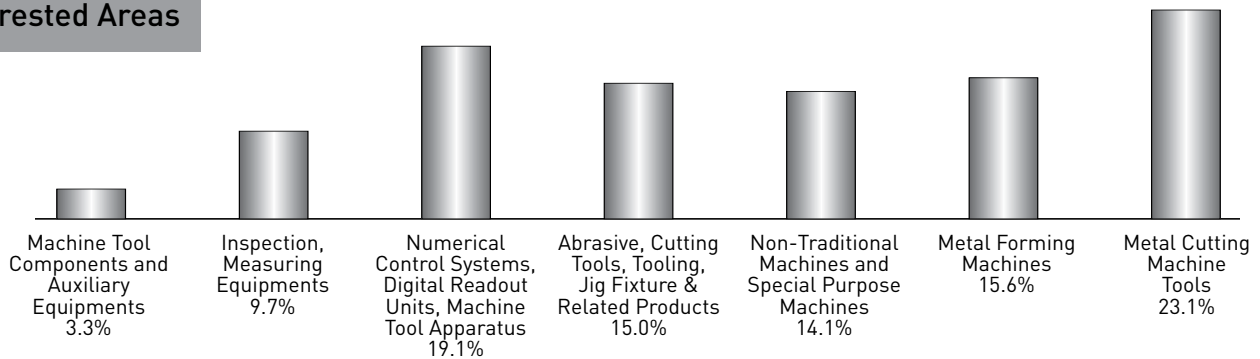 rested Areas
Machine Tool
Components and
Auxiliary
Equipments
3.3%
Inspection,
Measuring
Equipments
9.7%
Numerical
Control Systems,
Digital Readout
Units, Machine
Tool Apparatus
19.1%
Abrasive, Cutting
Tools, Tooling,
Jig Fixture &
Related Products
15.0%
Non-Traditional
Machines and
Special Purpose
Machines
14.1%
Metal Forming
Machines
15.6%
Metal Cutting
Machine
Tools
23.1%